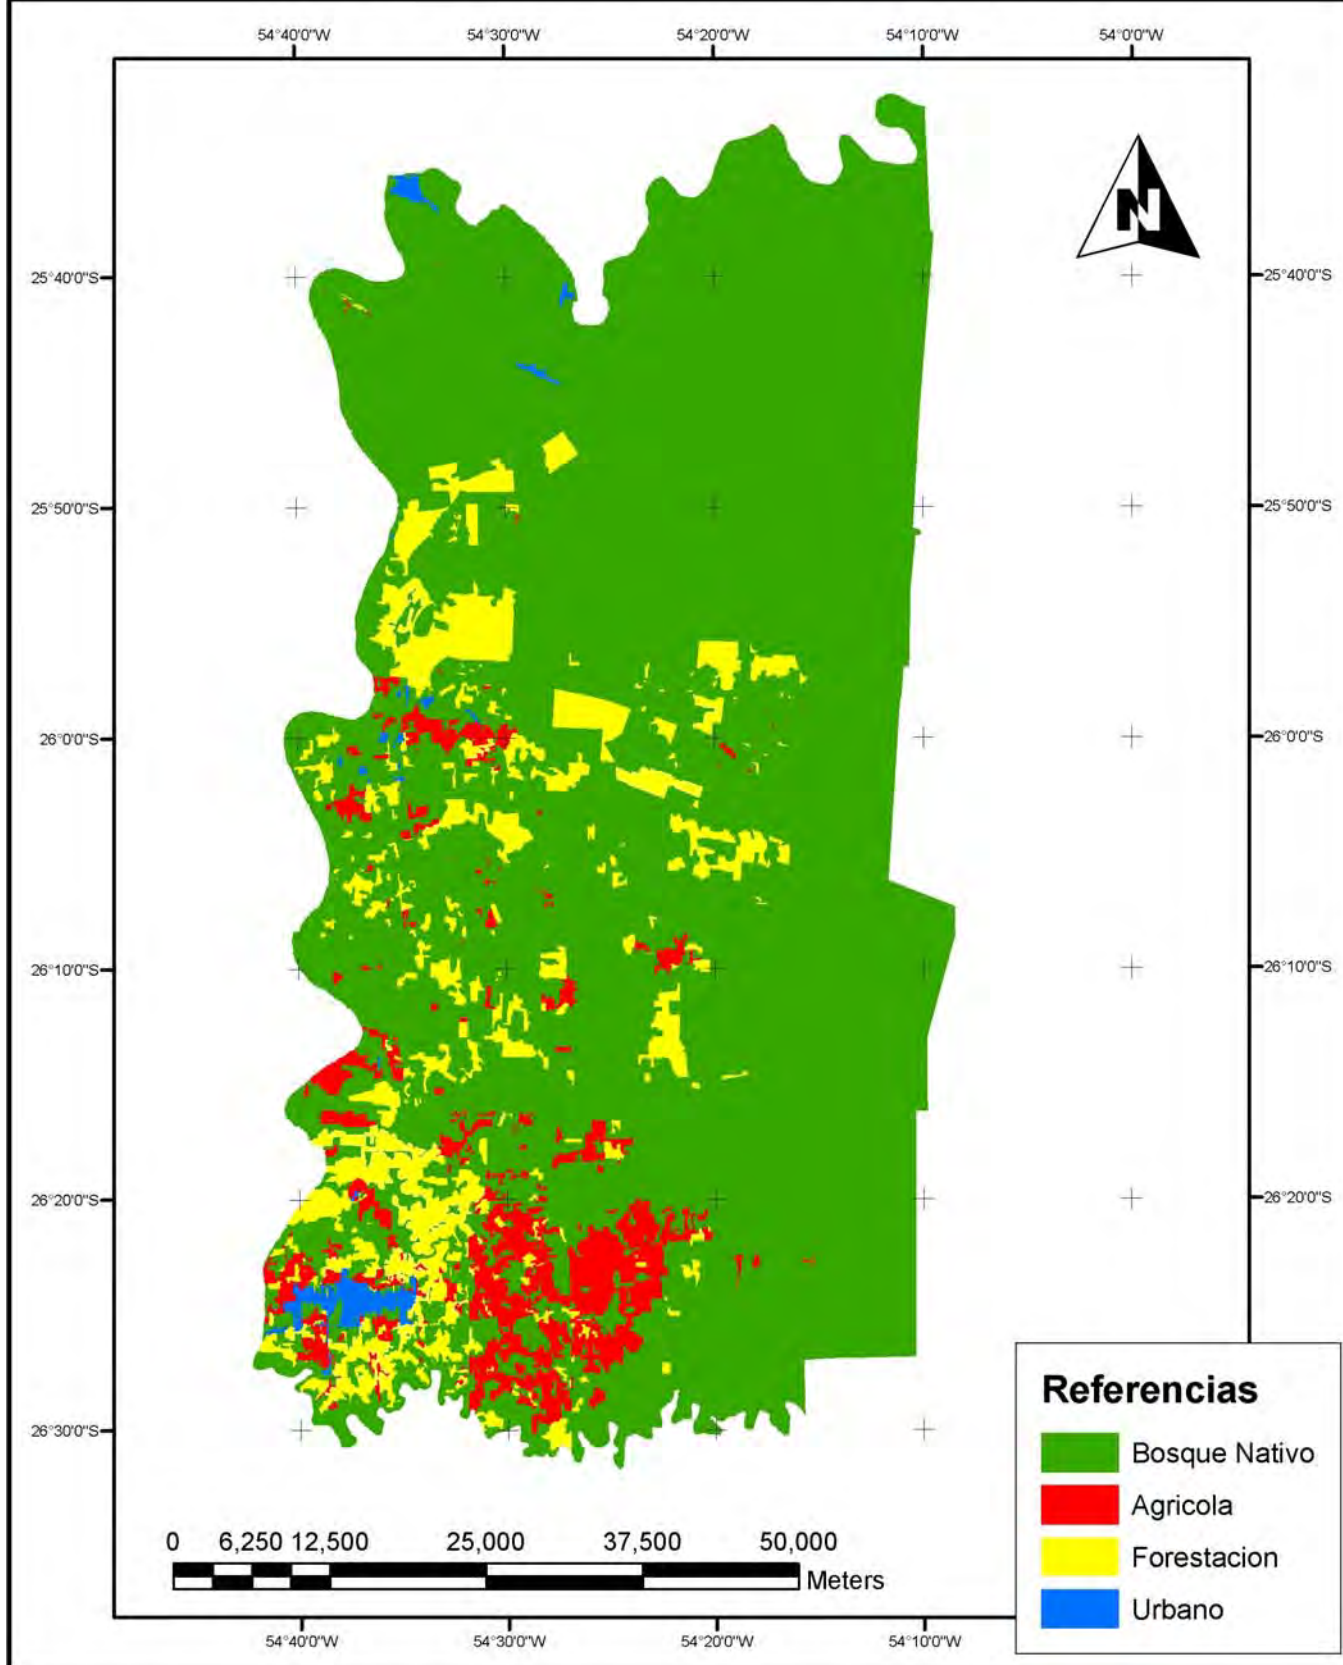 54°40'0"W 54°30'0"W 54°20'0"W 54°10'0"W 54°0'0"W
N
25°40'0"S 25°40'0"S
25°50'0"S 25°50'0"S
26°0'0"S 26°0'0"S
26°10'0"S 26°10'0"S
26°20'0"S 26°20'0"S
26°30'0"S
Referencias
Bosque Nativo
Agricola
Forestacion
Urbano
0 6,250 12,500 25,000 37,500 50,000
Meters
54°40'0"W 54°30'0"W 54°20'0"W 54°10'0"W